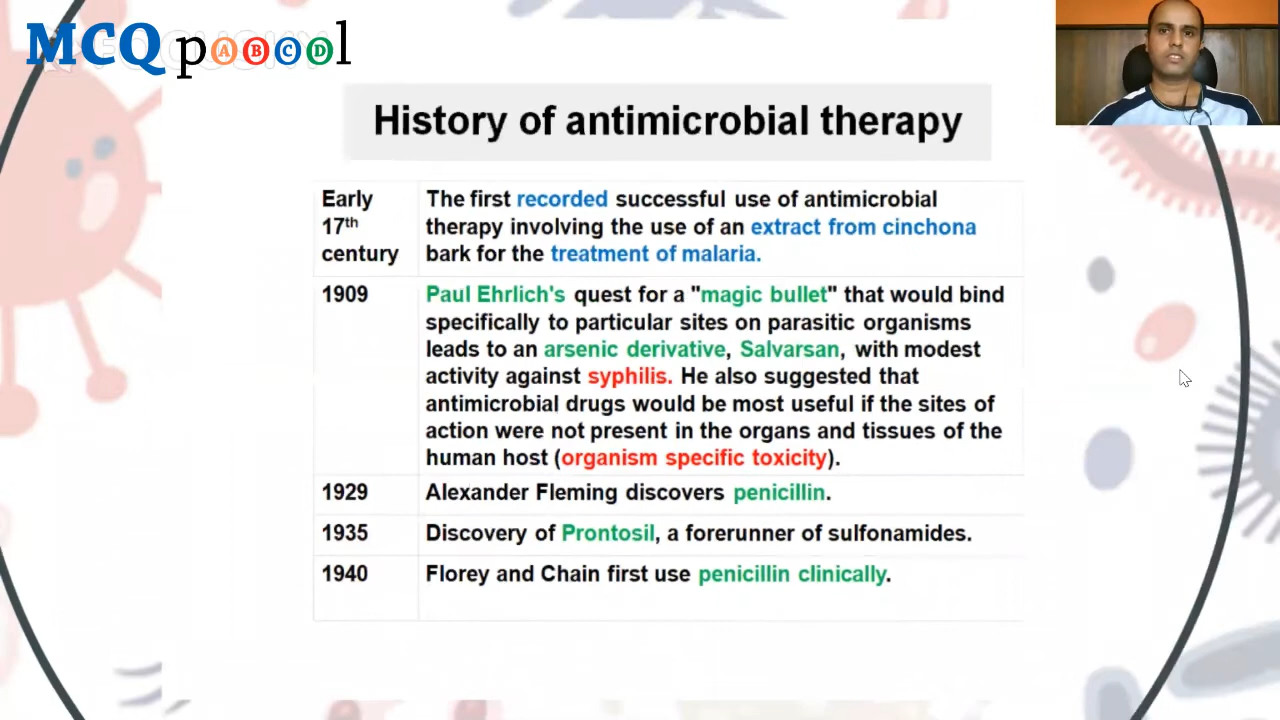 MCQ pABCDl
History of antimicrobial therapy
Early
17th
century
The first recorded successful use of antimicrobial
therapy involving the use of an extract from cinchona
bark for the treatment of malaria.
1909
Paul Ehrlich's quest for a "magic bullet" that would bind
specifically to particular sites on parasitic organisms
leads to an arsenic derivative, Salvarsan, with modest
activity against syphilis. He also suggested that
antimicrobial drugs would be most useful if the sites of
action were not present in the organs and tissues of the
human host (organism specific toxicity).
1929
Alexander Fleming discovers penicillin.
1935
Discovery of Prontosil, a forerunner of sulfonamides.
1940
Florey and Chain first use penicillin clinically.